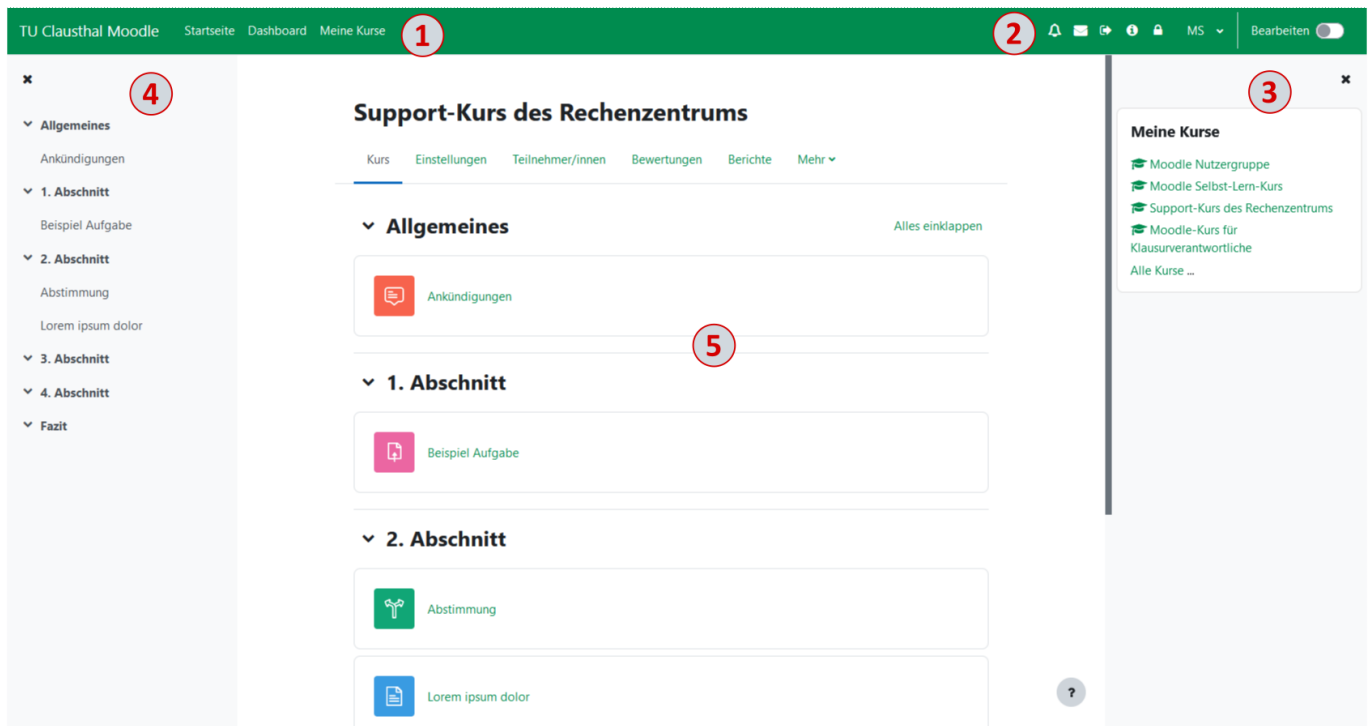 TU Clausthal Moodle Startseite Dashboard Meine Kurse 1 2 MS Bearbeiten
4
Allgemeines
Ankündigungen
1. Abschnitt
Beispiel Aufgabe
2. Abschnitt
Abstimmung
Lorem ipsum dolor
3. Abschnitt
4. Abschnitt
Fazit
Support-Kurs des Rechenzentrums
Kurs Einstellungen Teilnehmer/innen Bewertungen Berichte Mehr
Allgemeines Alles einklappen
Ankündigungen
5
1. Abschnitt
Beispiel Aufgabe
2. Abschnitt
Abstimmung
Lorem ipsum dolor
?
3
Meine Kurse
Moodle Nutzergruppe
Moodle Selbst-Lern-Kurs
Support-Kurs des Rechenzentrums
Moodle-Kurs für
Klausurverantwortliche
Alle Kurse ...